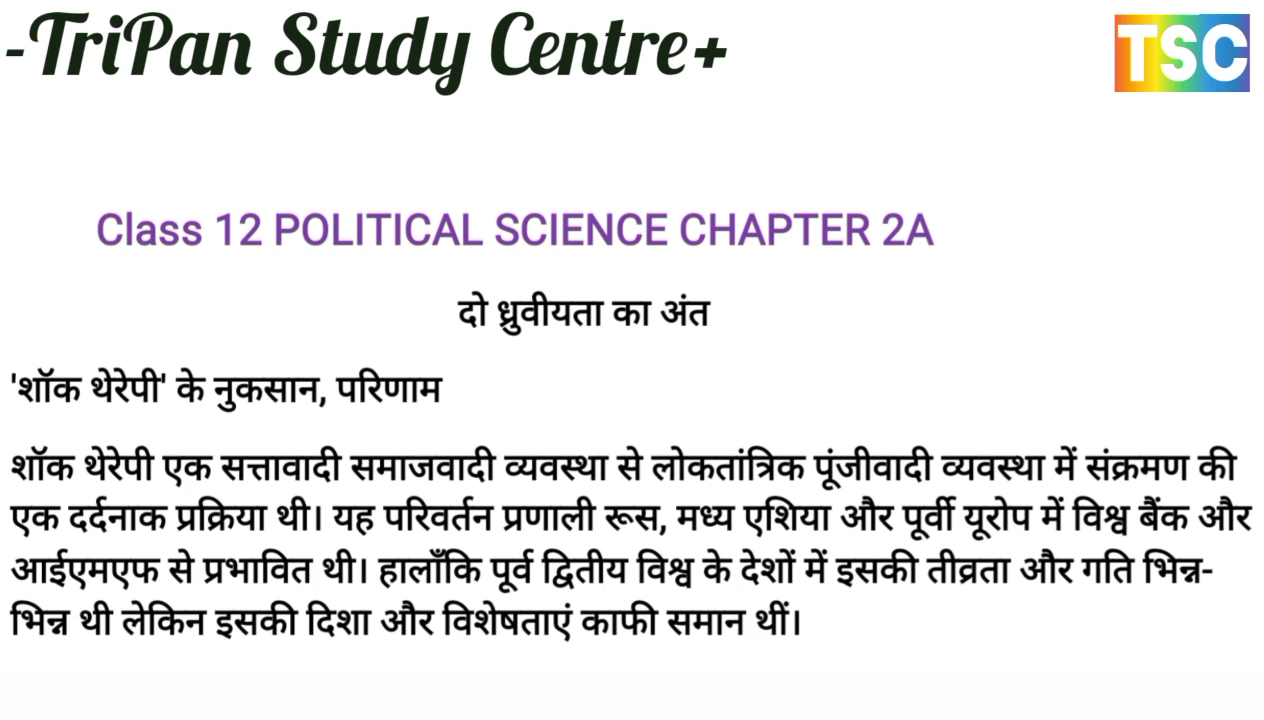 -TriPan Study Centre+
TSC
Class 12 POLITICAL SCIENCE CHAPTER 2A
दो ध्रुवीयता का अंत
'शॉक थेरेपी' के नुकसान, परिणाम
शॉक थेरेपी एक सत्तावादी समाजवादी व्यवस्था से लोकतांत्रिक पूंजीवादी व्यवस्था में संक्रमण की
एक दर्दनाक प्रक्रिया थी। यह परिवर्तन प्रणाली रूस, मध्य एशिया और पूर्वी यूरोप में विश्व बैंक और
आईएमएफ से प्रभावित थी। हालाँकि पूर्व द्वितीय विश्व के देशों में इसकी तीव्रता और गति भिन्न-
भिन्न थी लेकिन इसकी दिशा और विशेषताएं काफी समान थीं।